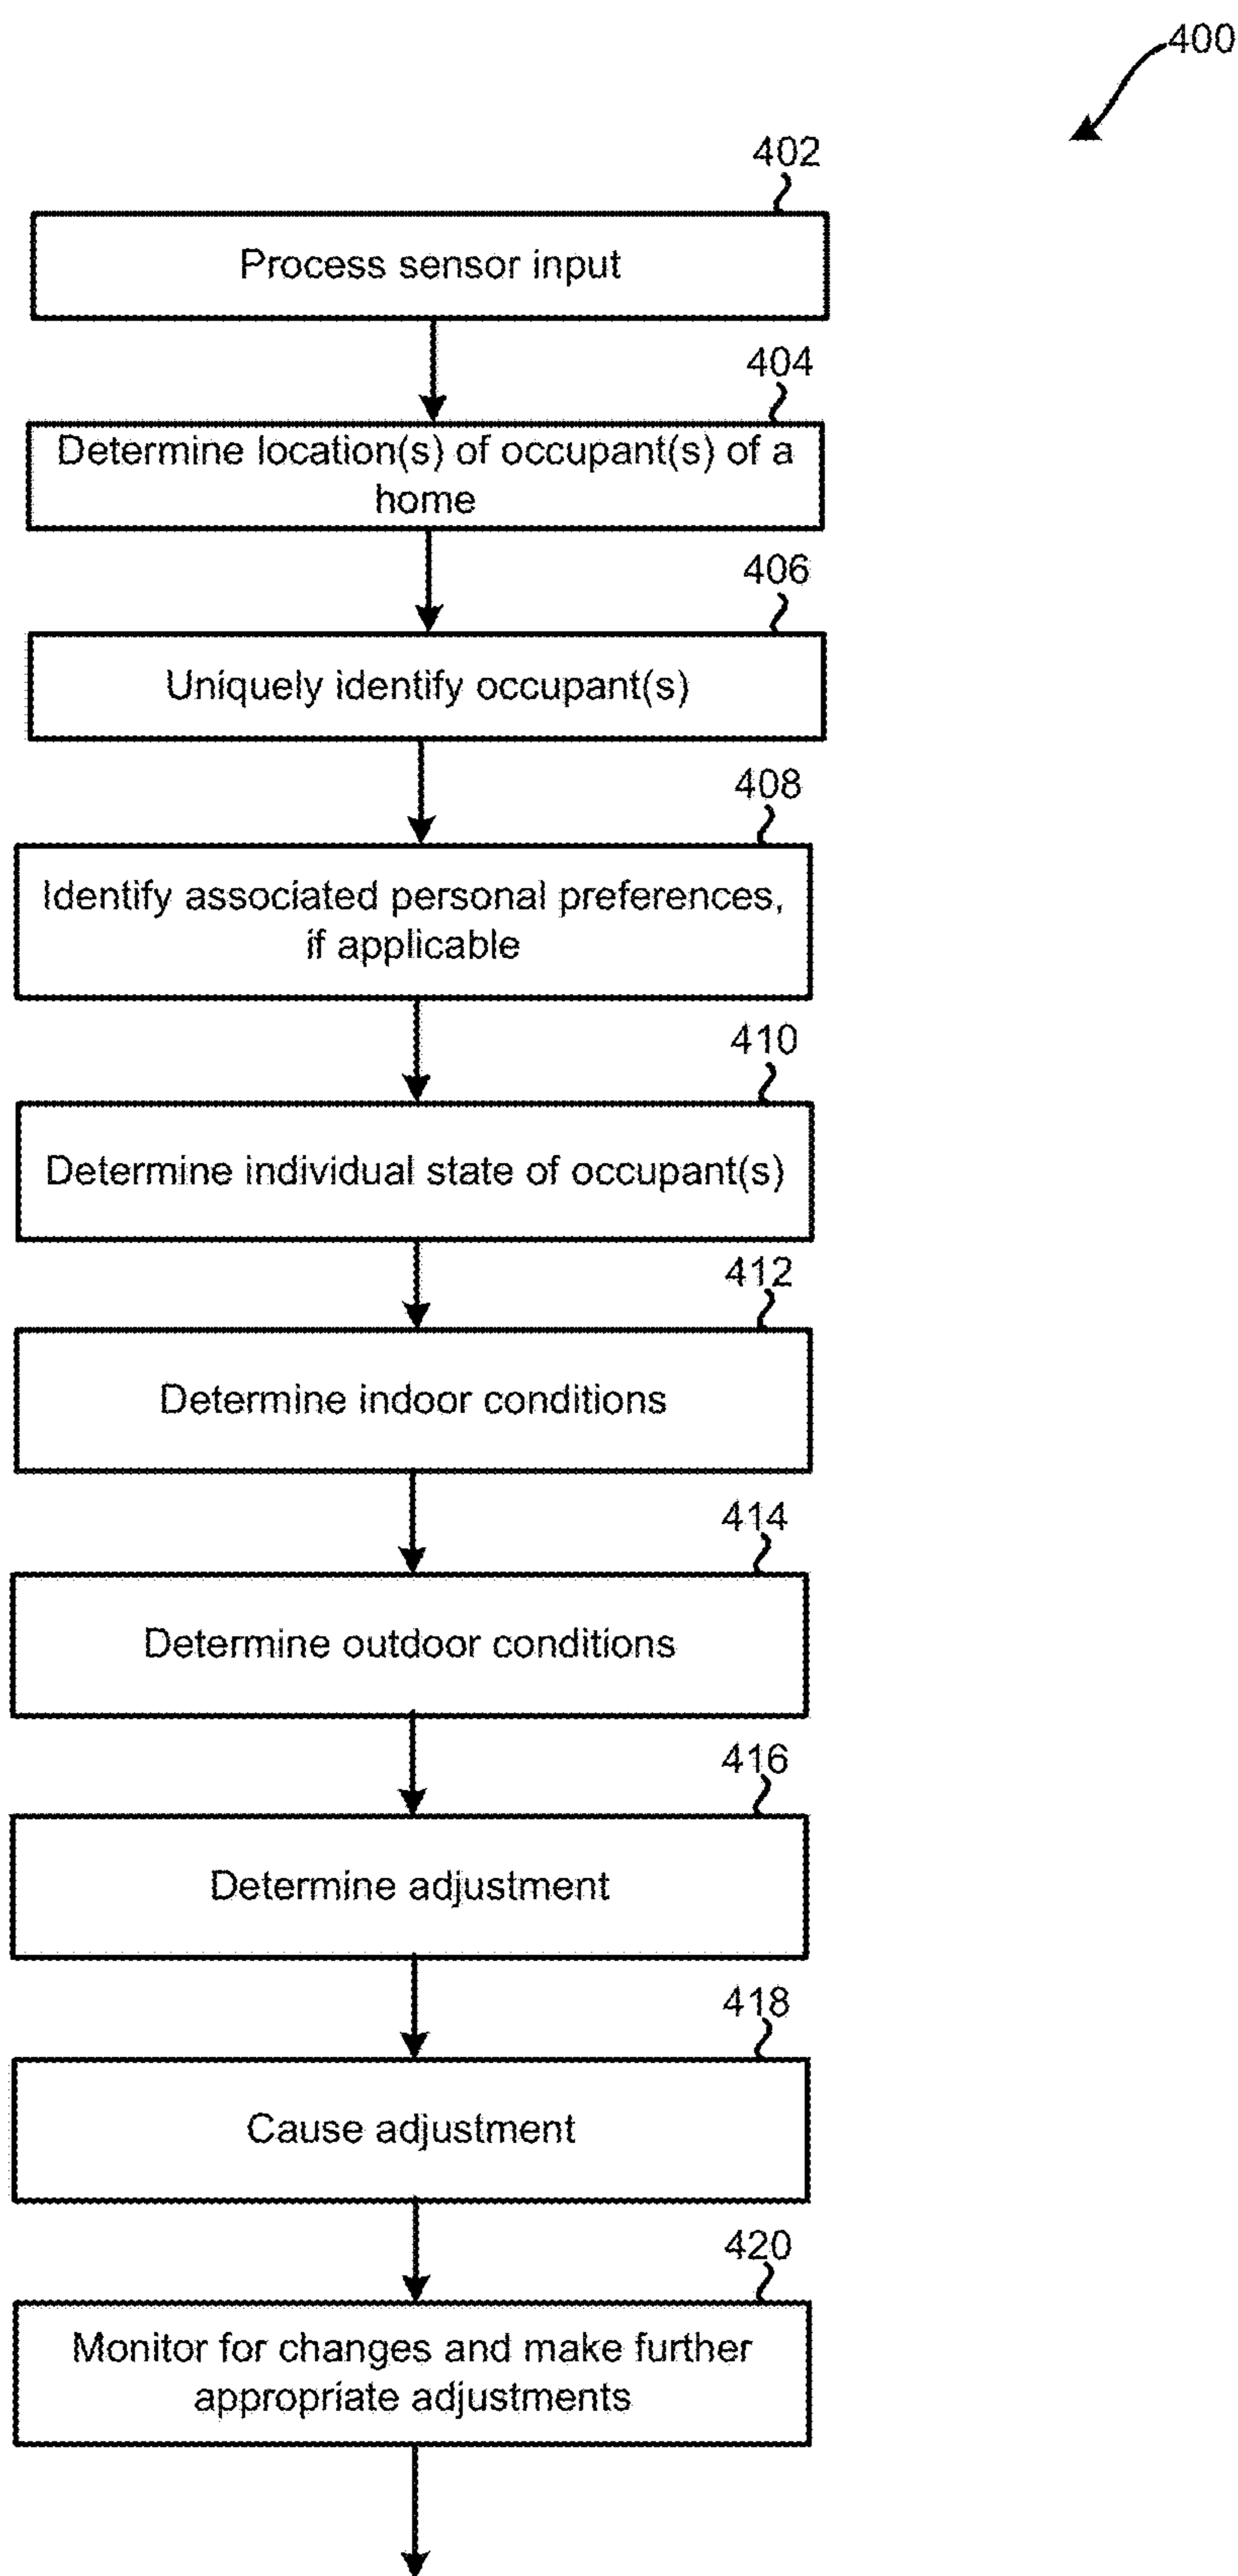 400
402
Process sensor input
404
Determine location(s) of occupant(s) of a
home
406
Uniquely identify occupant(s)
408
Identify associated personal preferences,
if applicable
410
Determine individual state of occupant(s)
412
Determine indoor conditions
414
Determine outdoor conditions
416
Determine adjustment
418
Cause adjustment
420
Monitor for changes and make further
appropriate adjustments